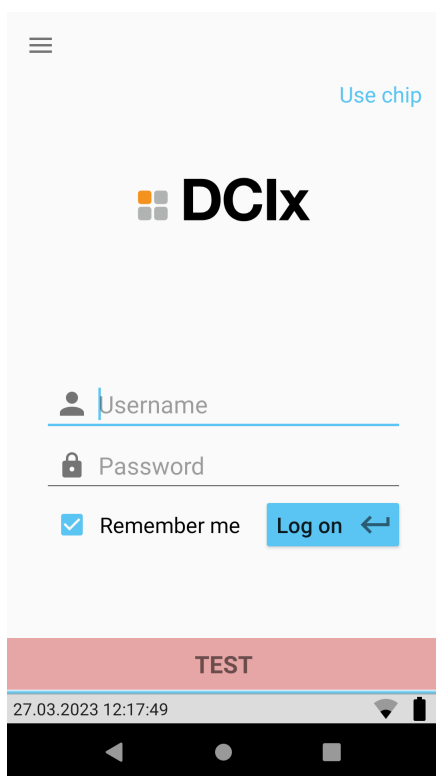 Use chip
DCIx
Username
Password
Remember me
Log on
TEST
27.03.2023 12:17:49